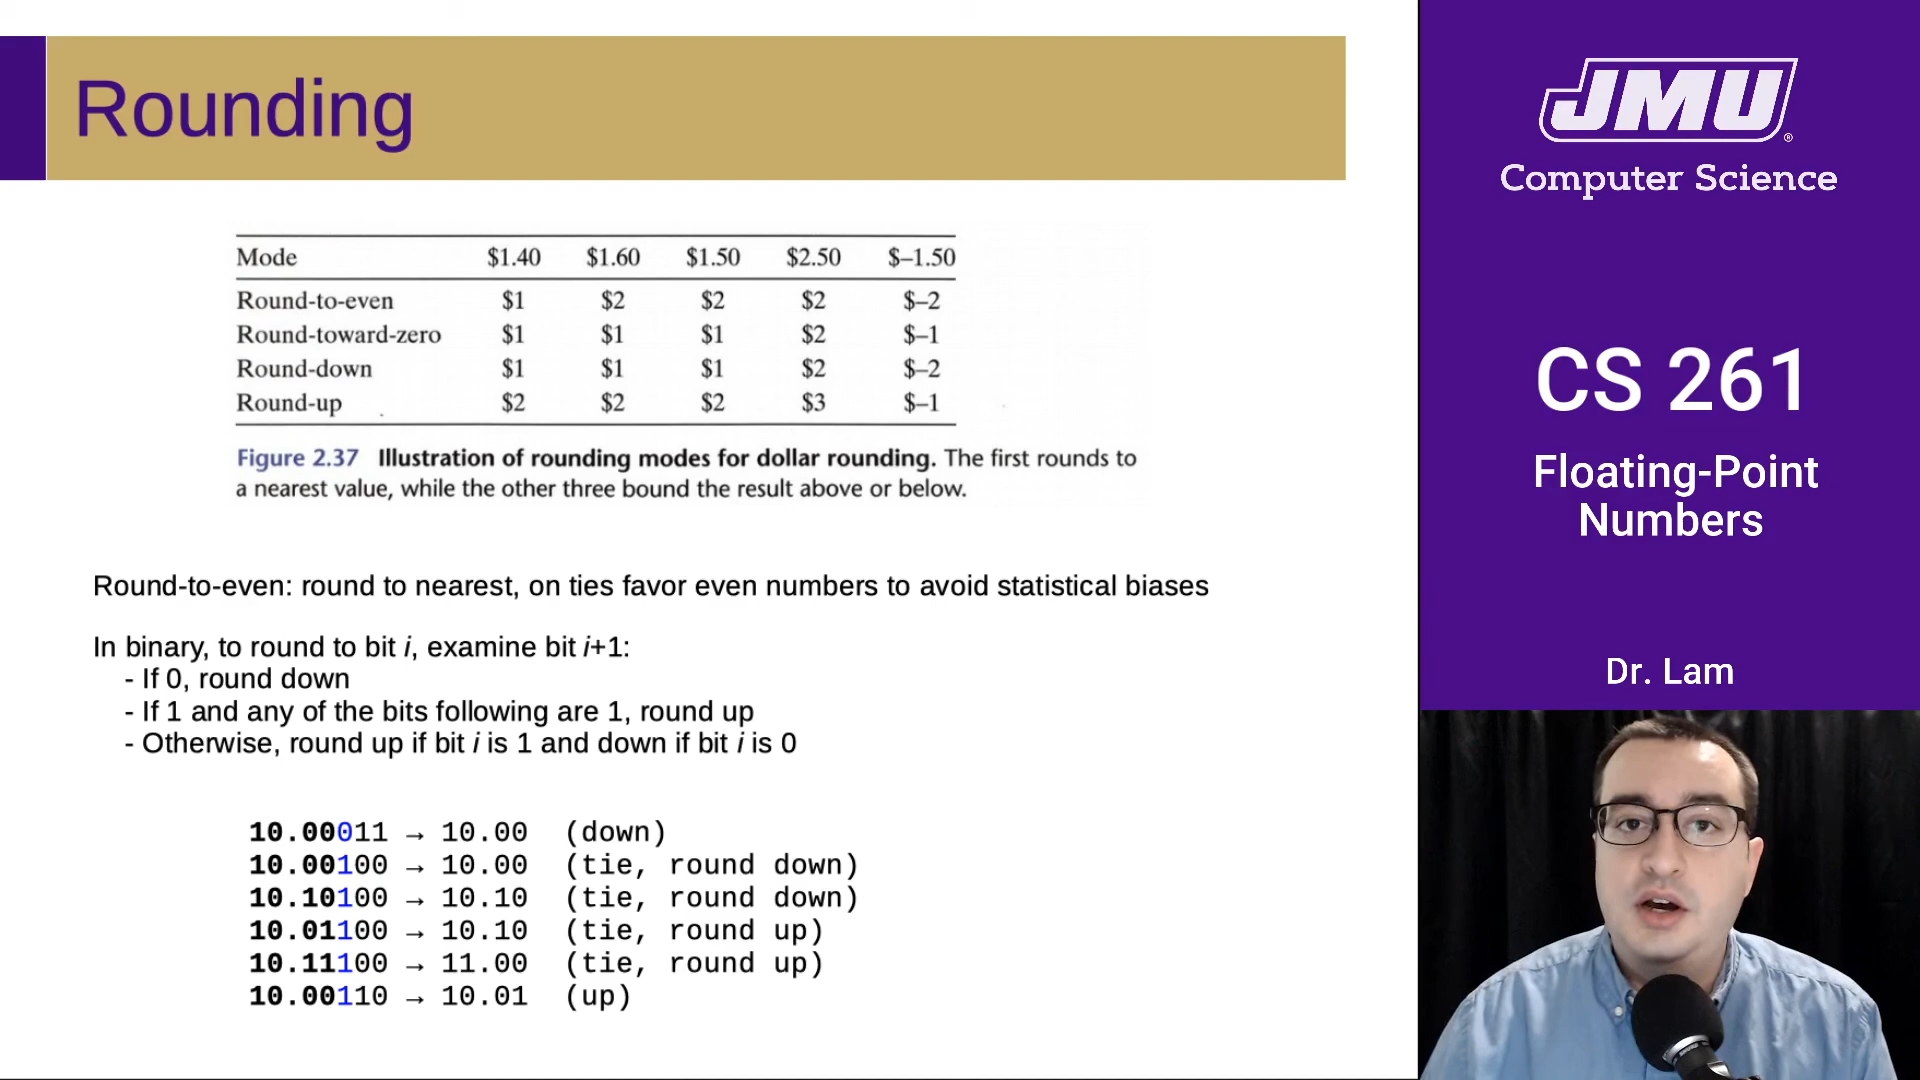 Rounding
Mode $1.40 $1.60 $1.50 $2.50 $–1.50
Round-to-even $1 $2 $2 $2 $–2
Round-toward-zero $1 $1 $1 $2 $–1
Round-down $1 $1 $1 $2 $–2
Round-up $2 $2 $2 $3 $–1
Figure 2.37 Illustration of rounding modes for dollar rounding. The first rounds to
a nearest value, while the other three bound the result above or below.
Round-to-even: round to nearest, on ties favor even numbers to avoid statistical biases
In binary, to round to bit i, examine bit i+1:
- If 0, round down
- If 1 and any of the bits following are 1, round up
- Otherwise, round up if bit i is 1 and down if bit i is 0
10.00011 → 10.00 (down)
10.00100 → 10.00 (tie, round down)
10.10100 → 10.10 (tie, round down)
10.01100 → 10.10 (tie, round up)
10.11100 → 11.00 (tie, round up)
10.00110 → 10.01 (up)
JMU®
Computer Science
CS 261
Floating-Point
Numbers
Dr. Lam